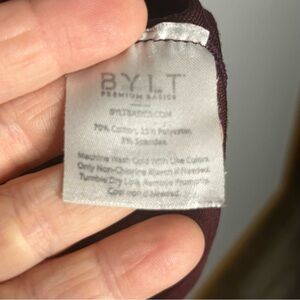 BYLT
PREMIUM BASICS
BYLTBASICS.COM
70% Cotton, 25% Polyester,
5% Spandex
Machine Wash Cold With Like Colors.
Only Non-Chlorine Bleach if Needed.
Tumble Dry Low. Remove Promptly.
Cool Iron if Needed.